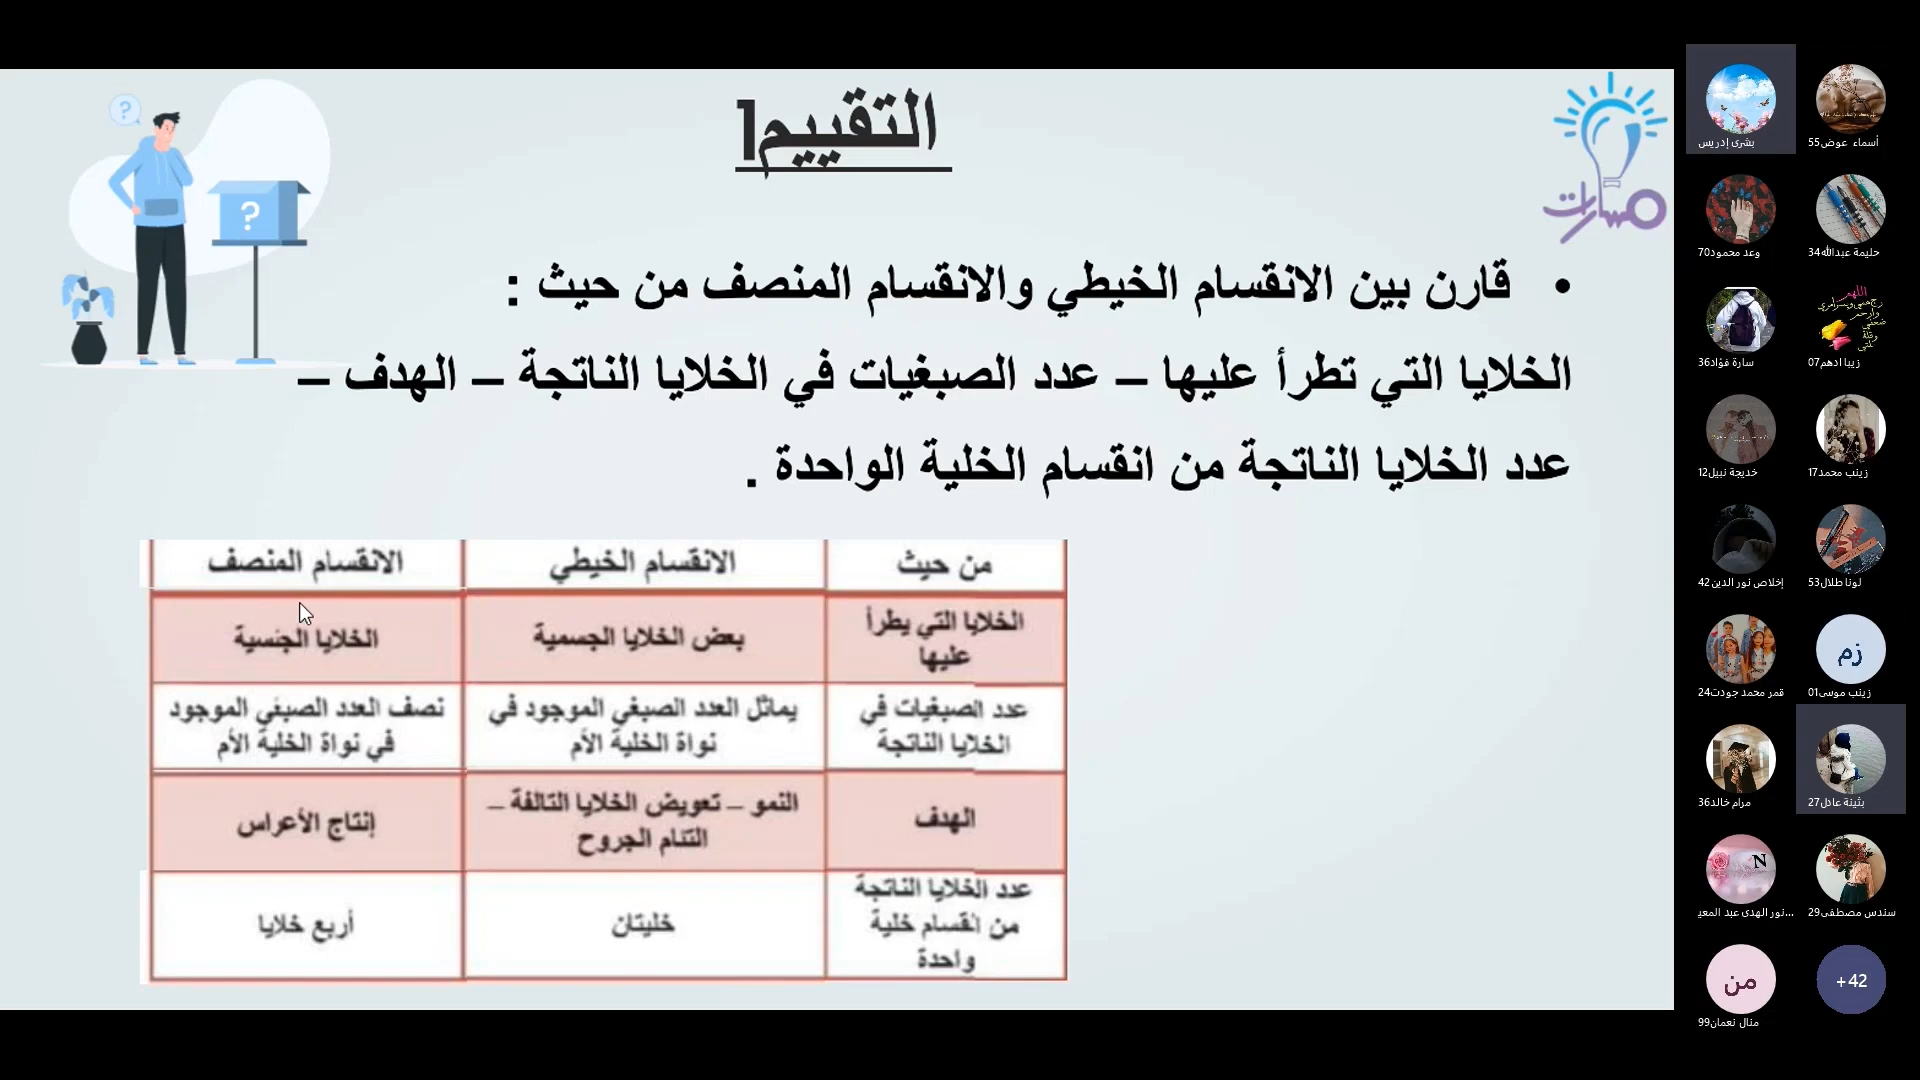 التقييم1
مسارات
• قارن بين الانقسام الخيطي والانقسام المنصف من حيث :
الخلايا التي تطرأ عليها – عدد الصبغيات في الخلايا الناتجة – الهدف –
عدد الخلايا الناتجة من انقسام الخلية الواحدة .
من حيث
الانقسام الخيطي
الانقسام المنصف
الخلايا التي يطرأ
عليها
بعض الخلايا الجسمية
الخلايا الجنسية
عدد الصبغيات في
الخلايا الناتجة
يماثل العدد الصبغي الموجود في
نواة الخلية الأم
نصف العدد الصبغي الموجود
في نواة الخلية الأم
الهدف
النمو – تعويض الخلايا التالفة –
التئام الجروح
إنتاج الأعراس
عدد الخلايا الناتجة
من انقسام خلية
واحدة
خليتان
أربع خلايا
بشرى إدريس
أسماء عوض55
وعد محمود70
حليمة عبدالله34
سارة فؤاد36
زيبا ادهم07
خديجة نبيل12
زينب محمد17
إخلاص نور الدين42
لونا طلال53
زم
قمر محمد جودت24
زينب موسى01
مرام خالد36
بثينة عادل27
N
نور الهدى عبد المعي...
سندس مصطفى29
من
+42
منال نعمان99